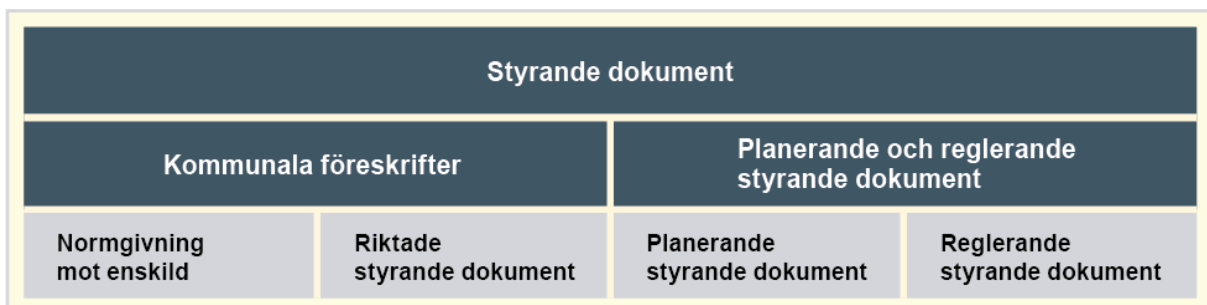 Styrande dokument
Kommunala föreskrifter
Planerande och reglerande
styrande dokument
Normgivning
mot enskild
Riktade
styrande dokument
Planerande
styrande dokument
Reglerande
styrande dokument